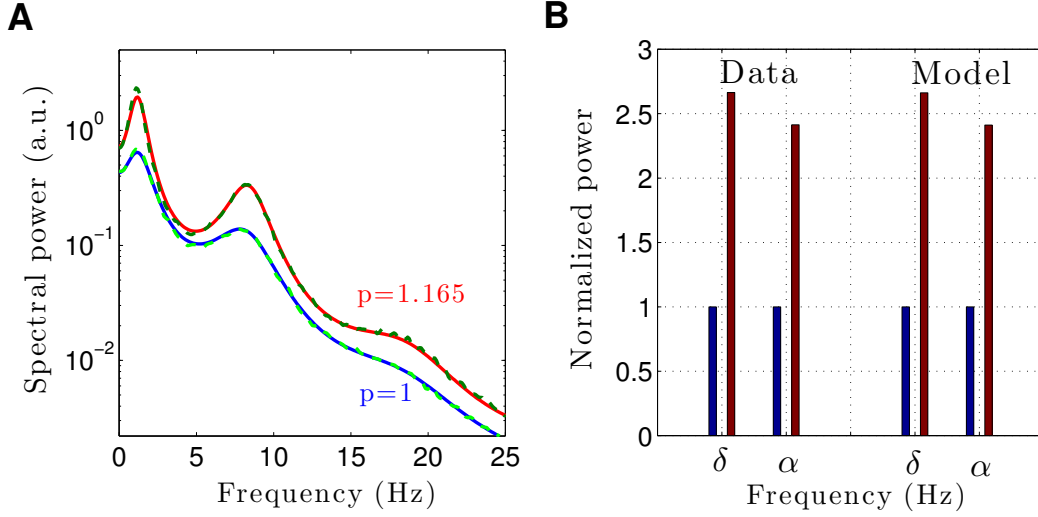 A
Spectral power (a.u.)
10^0
10^-1
10^-2
p=1.165
p=1
0 5 10 15 20 25
Frequency (Hz)
B
Normalized power
3
2.5
2
1.5
1
0.5
0
Data Model
δ α δ α
Frequency (Hz)